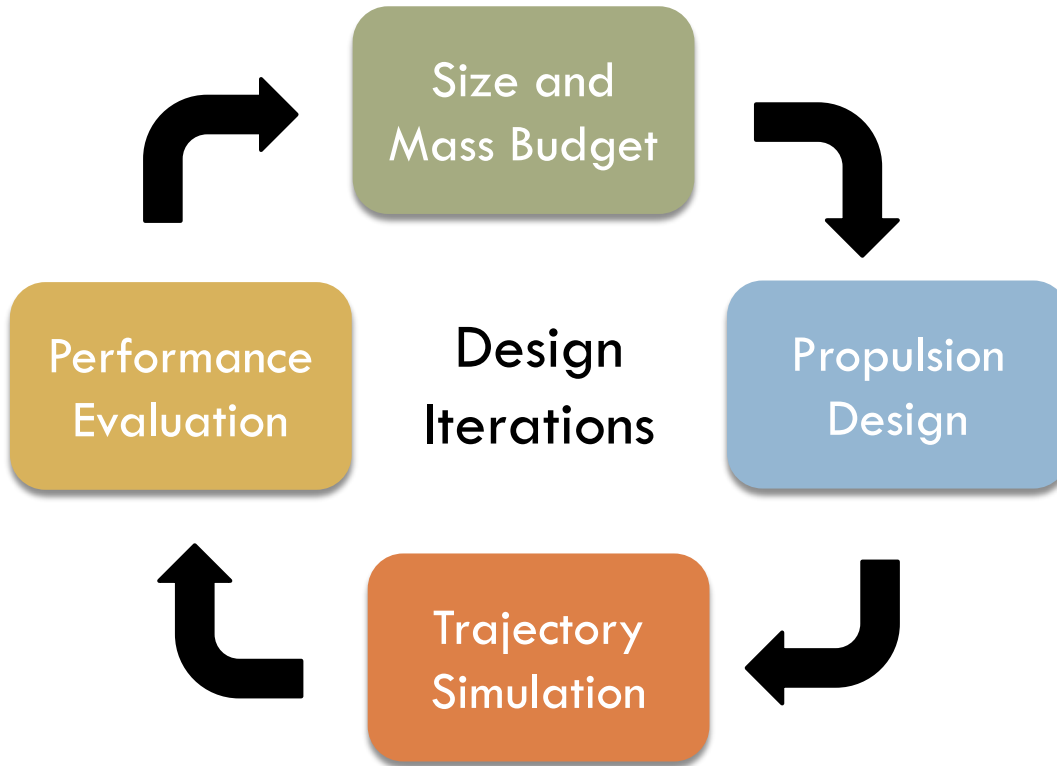 Size and
Mass Budget
Performance
Evaluation
Design
Iterations
Propulsion
Design
Trajectory
Simulation